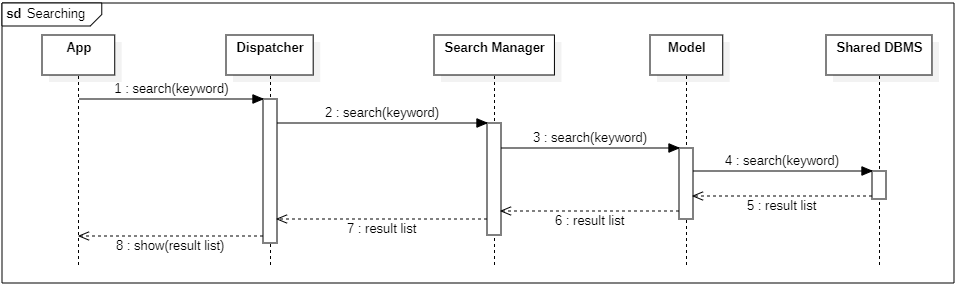 sd Searching
App
Dispatcher
Search Manager
Model
Shared DBMS
1 : search(keyword)
2 : search(keyword)
3 : search(keyword)
4 : search(keyword)
5 : result list
6 : result list
7 : result list
8 : show(result list)